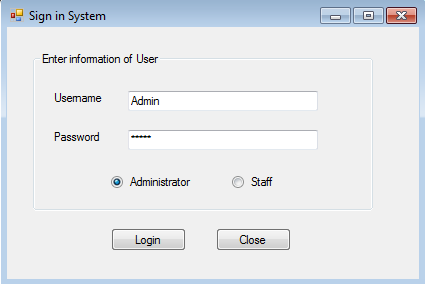 Sign in System
Enter information of User
Username Admin
Password *****
Administrator Staff
Login Close